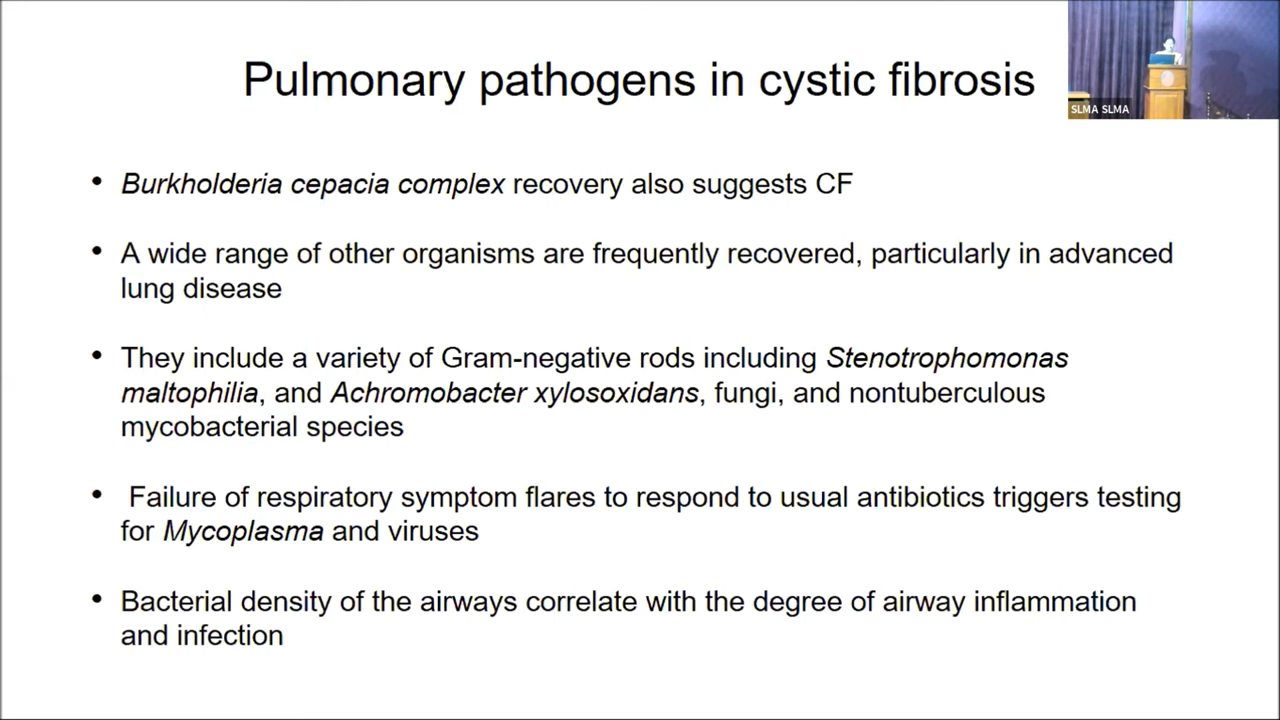 Pulmonary pathogens in cystic fibrosis
SLMA SLMA
• Burkholderia cepacia complex recovery also suggests CF
• A wide range of other organisms are frequently recovered, particularly in advanced
lung disease
• They include a variety of Gram-negative rods including Stenotrophomonas
maltophilia, and Achromobacter xylosoxidans, fungi, and nontuberculous
mycobacterial species
• Failure of respiratory symptom flares to respond to usual antibiotics triggers testing
for Mycoplasma and viruses
• Bacterial density of the airways correlate with the degree of airway inflammation
and infection